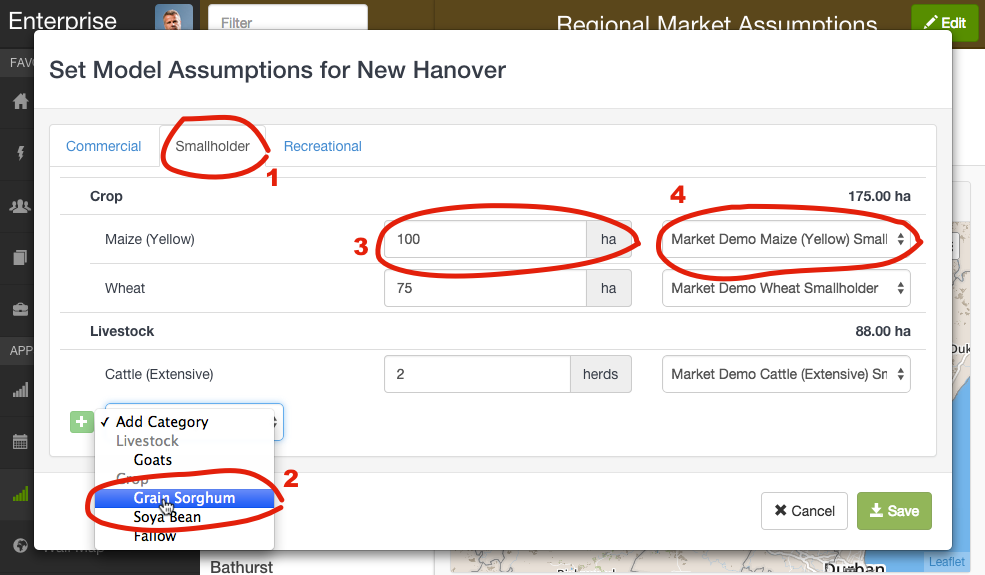 Enterprise
Filter
Regional Market Assumptions
Edit
FAV
Set Model Assumptions for New Hanover
Commercial Smallholder Recreational
1
Crop 175.00 ha
4
Maize (Yellow) 3 100 ha Market Demo Maize (Yellow) Small
Wheat 75 ha Market Demo Wheat Smallholder
Livestock 88.00 ha
APP
Cattle (Extensive) 2 herds Market Demo Cattle (Extensive) Sm
✓ Add Category
Livestock
Goats
Crop
2
Grain Sorghum
Soya Bean
Fallow
Cancel Save
Bathurst
Durban
Leaflet